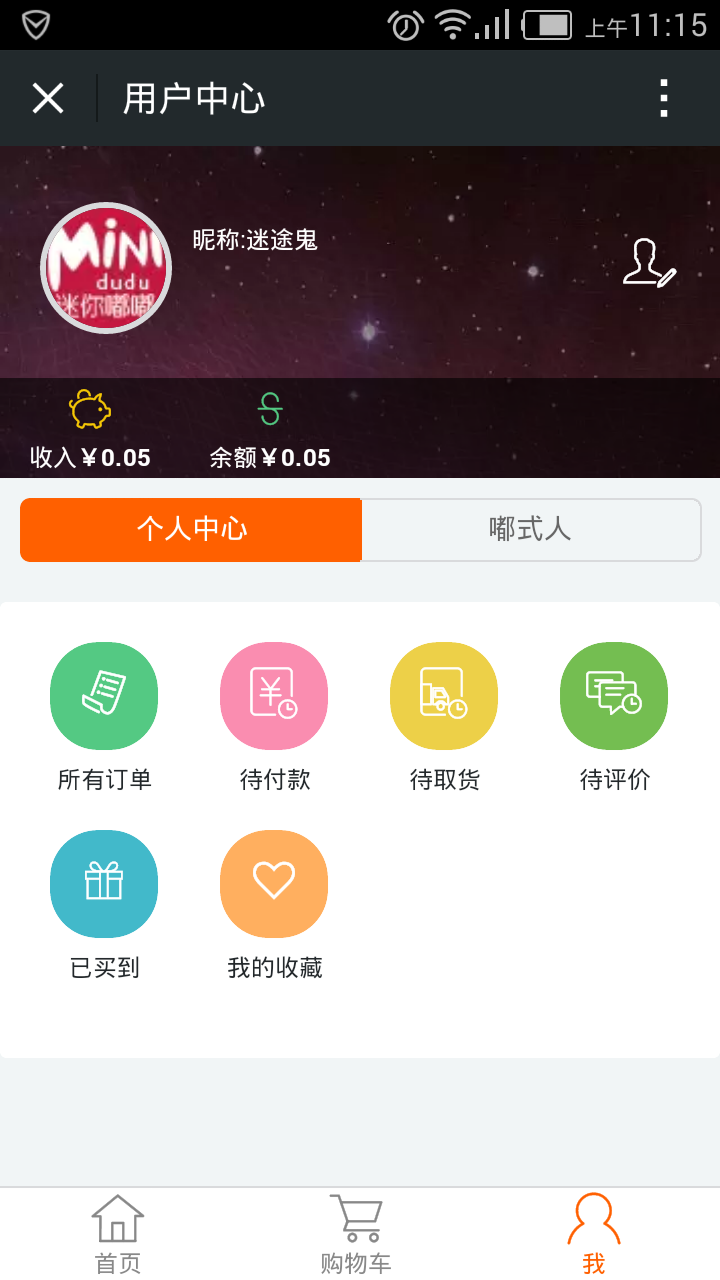 上午11:15
用户中心
MiNi
dudu
迷你嘟嘟
昵称:迷途鬼
收入￥0.05 余额￥0.05
个人中心 嘟式人
所有订单 待付款 待取货 待评价
已买到 我的收藏
首页 购物车 我